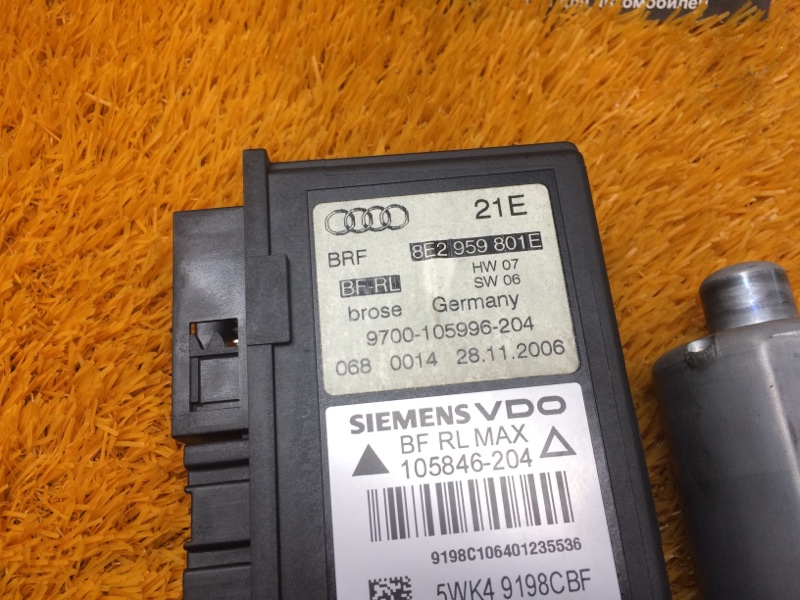 омобилей
21E
BRF 8E2 959 801E
BF-RL HW 07
SW 06
brose Germany
9700-105996-204
068 0014 28.11.2006
SIEMENS VDO
BF RL MAX
105846-204
9198C106401235536
5WK4 9198CBF